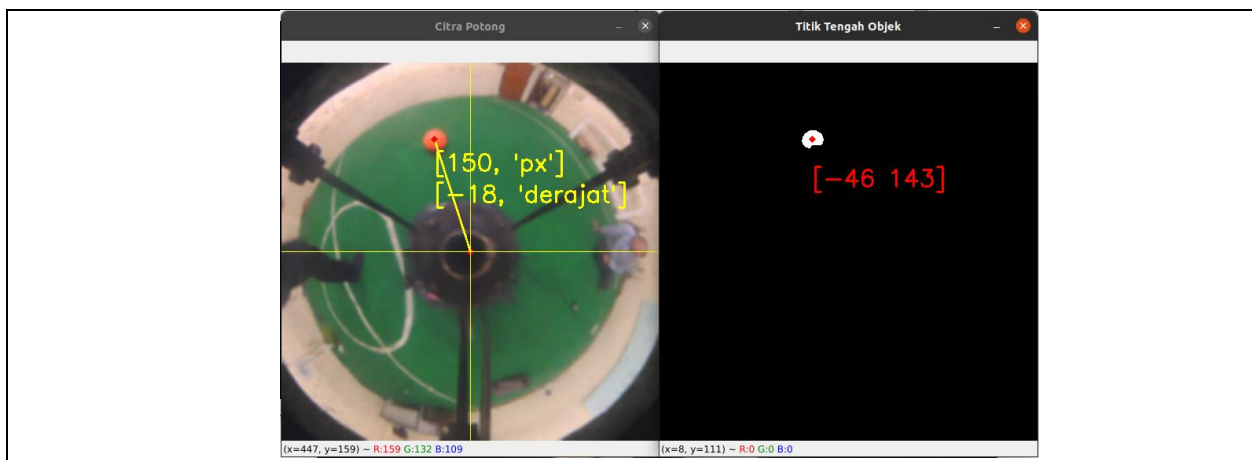 Citra Potong
Titik Tengah Objek
[150, 'px']
[-18, 'derajat']
[-46 143]
(x=447, y=159) ~ R:159 G:132 B:109
(x=8, y=111) ~ R:0 G:0 B:0